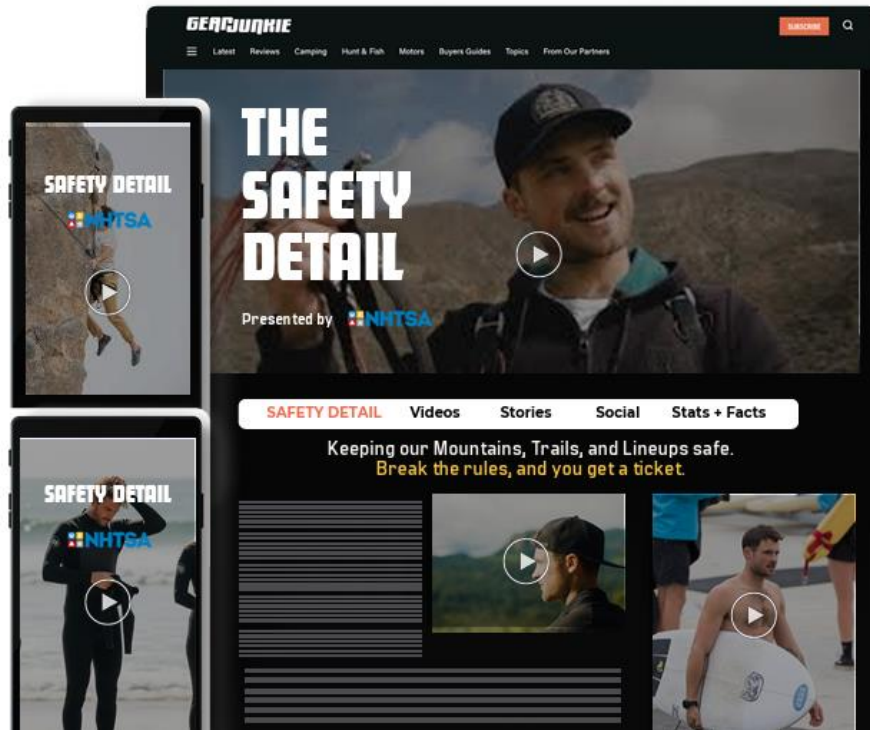 GEARJUNKIE
SUBSCRIBE
Latest Reviews Camping Hunt & Fish Motors Buyers Guides Topics From Our Partners
THE
SAFETY
DETAIL
Presented by NHTSA
SAFETY DETAIL
NHTSA
SAFETY DETAIL
NHTSA
SAFETY DETAIL Videos Stories Social Stats + Facts
Keeping our Mountains, Trails, and Lineups safe.
Break the rules, and you get a ticket.